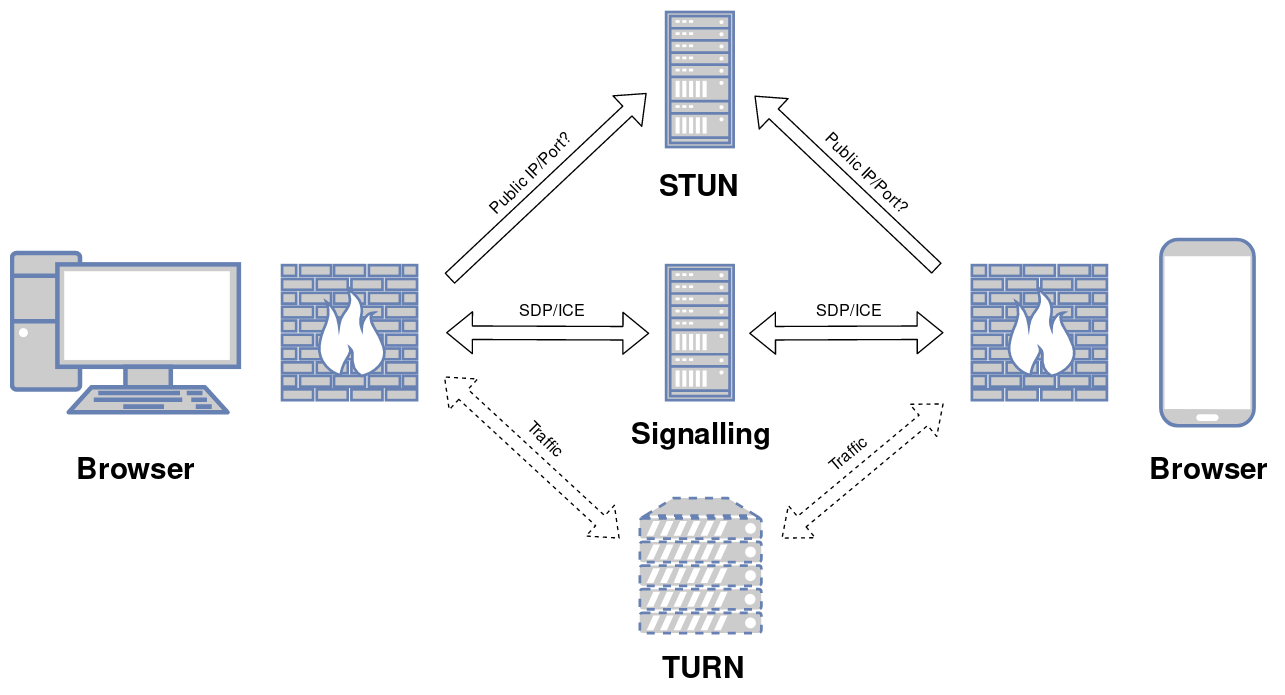 Public IP/Port?
Public IP/Port?
STUN
SDP/ICE
SDP/ICE
Signalling
Browser
Browser
Traffic
Traffic
TURN